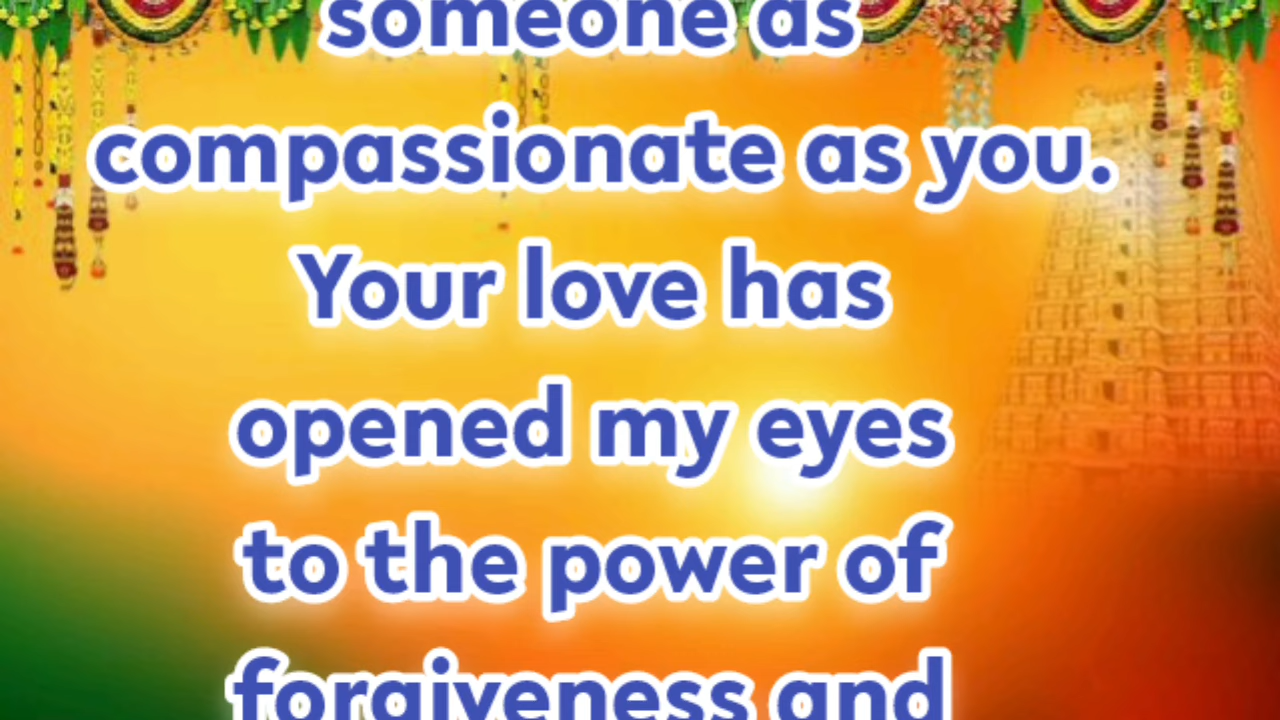 someone as
compassionate as you.
Your love has
opened my eyes
to the power of
forgiveness and